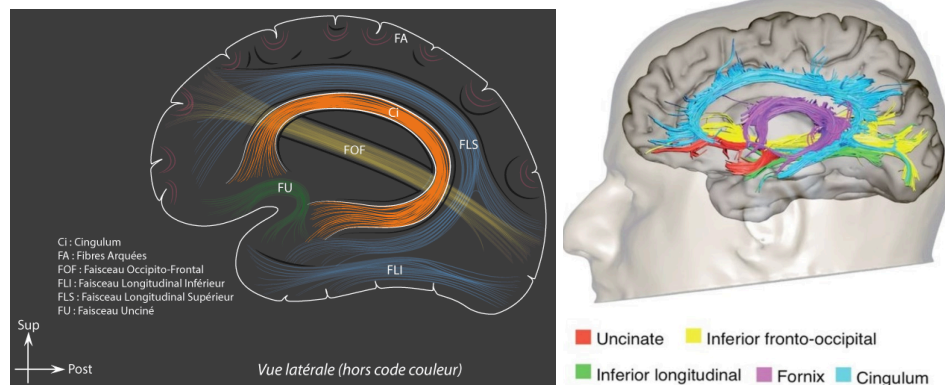 FA
Ci
FLS
FOF
FU
FLI
Ci : Cingulum
FA : Fibres Arquées
FOF : Faisceau Occipito-Frontal
FLI : Faisceau Longitudinal Inférieur
FLS : Faisceau Longitudinal Supérieur
FU : Faisceau Unciné
Sup
Post
Vue latérale (hors code couleur)
Uncinate
Inferior fronto-occipital
Inferior longitudinal
Fornix
Cingulum